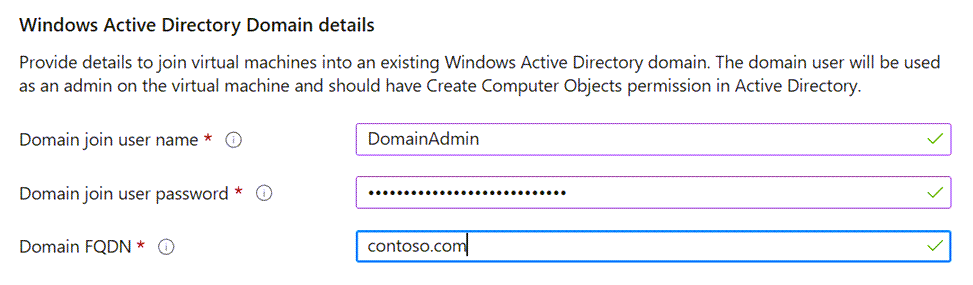 Windows Active Directory Domain details
Provide details to join virtual machines into an existing Windows Active Directory domain. The domain user will be used
as an admin on the virtual machine and should have Create Computer Objects permission in Active Directory.
Domain join user name * DomainAdmin
Domain join user password * ••••••••••••••••••••••••••••
Domain FQDN * contoso.com